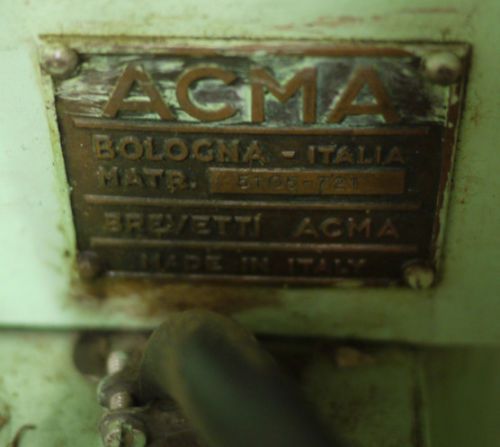 ACMA
BOLOGNA - ITALIA
MATR.
BREVETTI ACMA
MADE IN ITALY